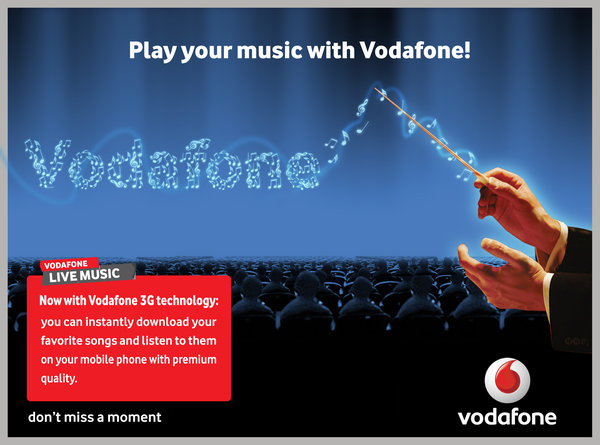 Play your music with Vodafone!
Vodafone
VODAFONE
LIVE MUSIC
Now with Vodafone 3G technology:
you can instantly download your
favorite songs and listen to them
on your mobile phone with premium
quality.
don't miss a moment
vodafone